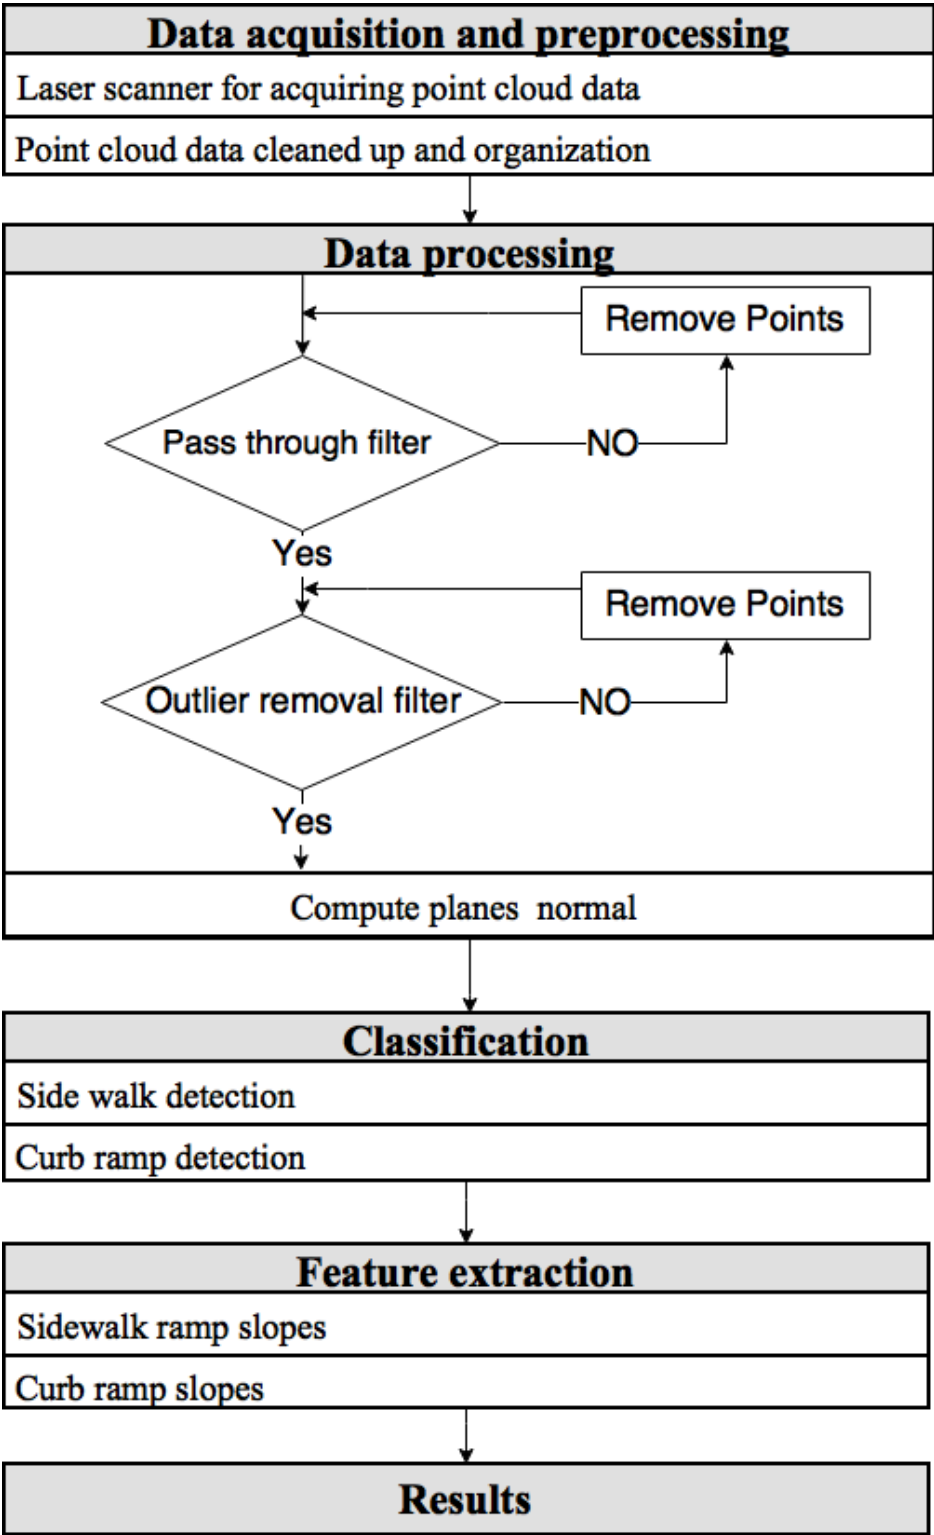 Data acquisition and preprocessing
Laser scanner for acquiring point cloud data
Point cloud data cleaned up and organization
Data processing
Remove Points
Pass through filter
NO
Yes
Remove Points
Outlier removal filter
NO
Yes
Compute planes normal
Classification
Side walk detection
Curb ramp detection
Feature extraction
Sidewalk ramp slopes
Curb ramp slopes
Results